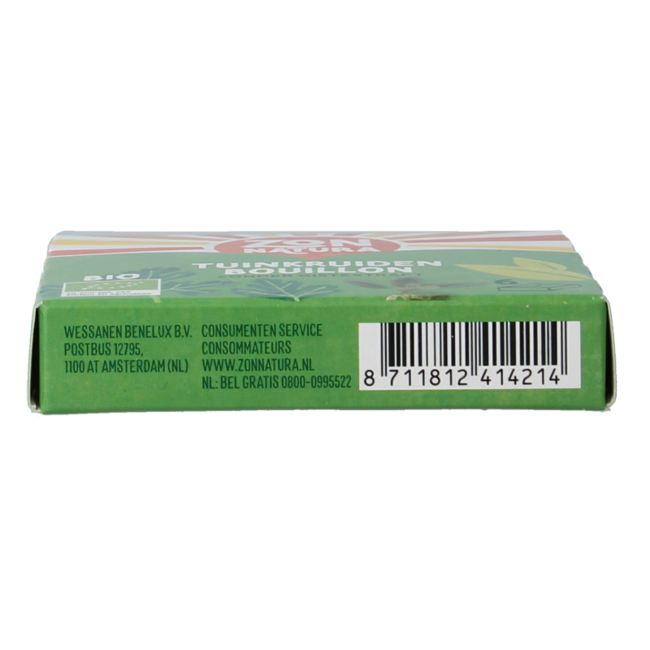 ZON
NATURA
TUINKRUIDEN
BOUILLON
BIO
WESSANEN BENELUX B.V.
POSTBUS 12795,
1100 AT AMSTERDAM (NL)
CONSUMENTEN SERVICE
CONSOMMATEURS
WWW.ZONNATURA.NL
NL: BEL GRATIS 0800-0995522
8 711812 414214